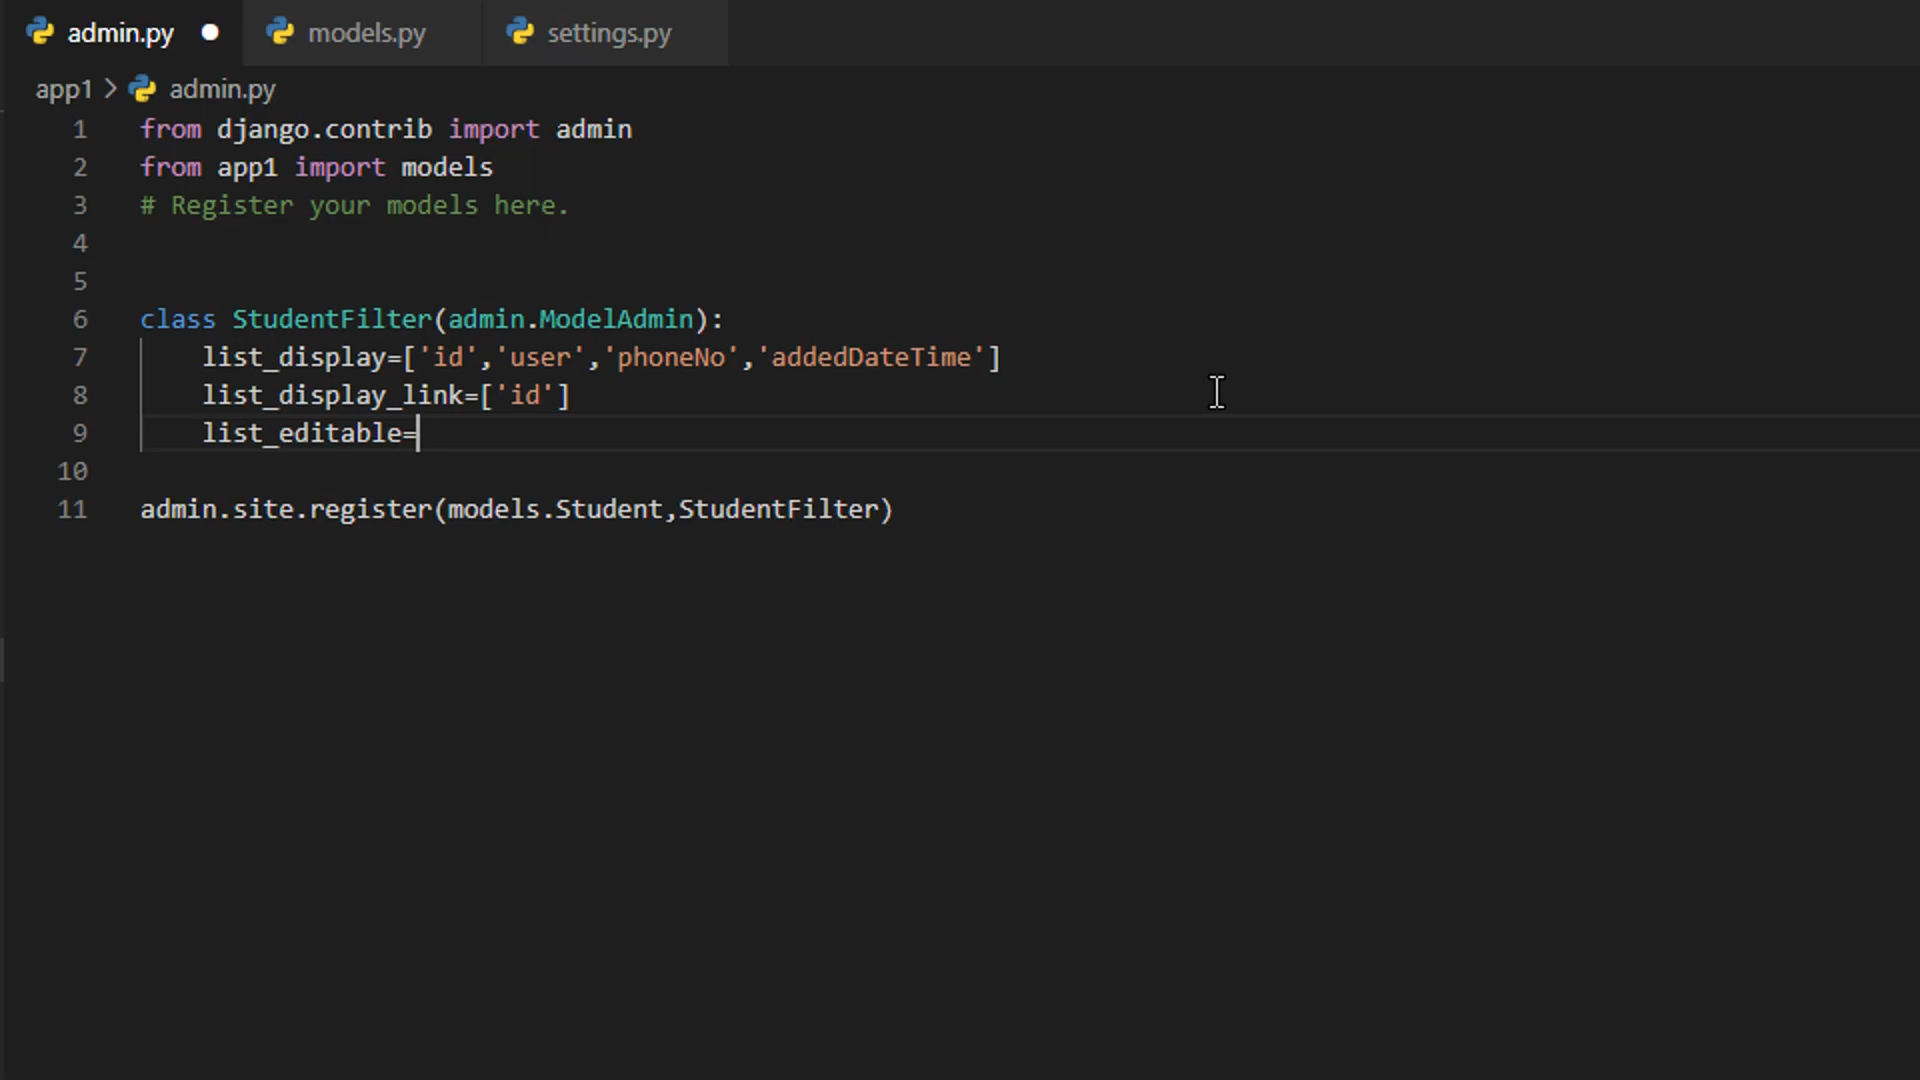 admin.py models.py settings.py
app1 > admin.py
1 from django.contrib import admin
2 from app1 import models
3 # Register your models here.
4
5
6 class StudentFilter(admin.ModelAdmin):
7     list_display=['id','user','phoneNo','addedDateTime']
8     list_display_link=['id']
9     list_editable=
10
11 admin.site.register(models.Student,StudentFilter)